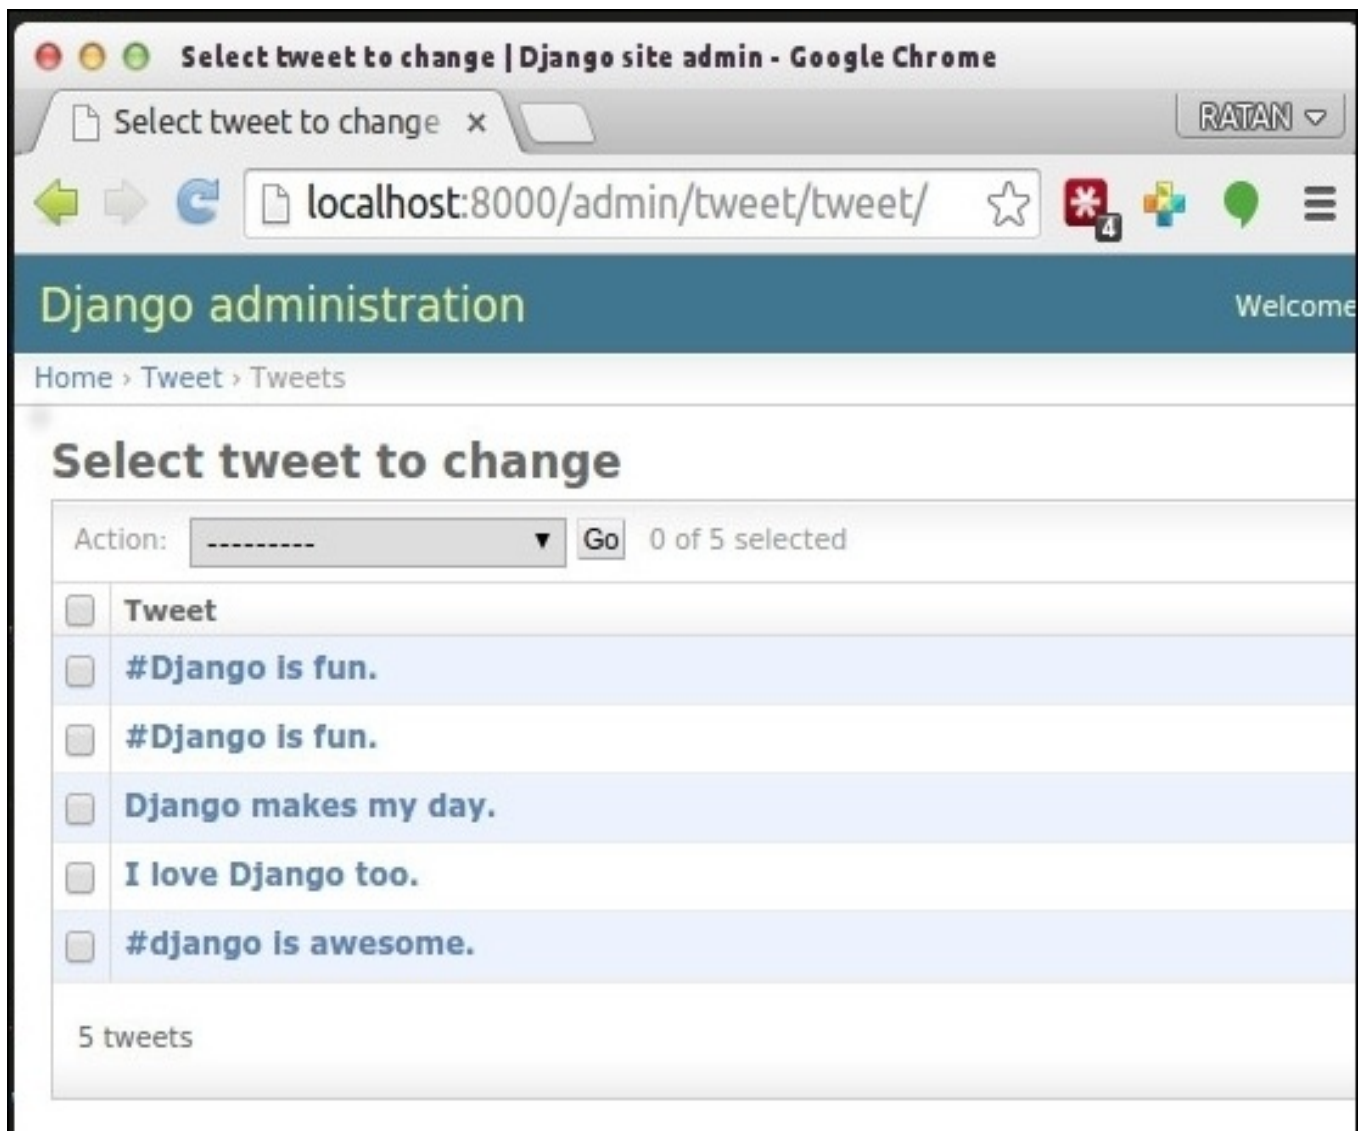 Select tweet to change | Django site admin - Google Chrome
Select tweet to change ×
RATAN
localhost:8000/admin/tweet/tweet/
4
Django administration
Welcome
Home › Tweet › Tweets
Select tweet to change
Action: --------- Go 0 of 5 selected
Tweet
#Django is fun.
#Django is fun.
Django makes my day.
I love Django too.
#django is awesome.
5 tweets